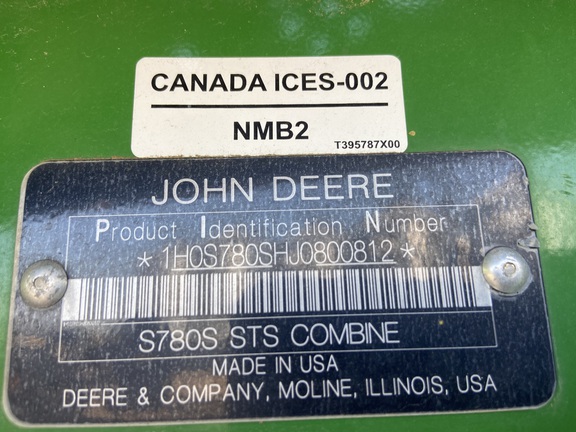 CANADA ICES-002
NMB2
T395787X00
JOHN DEERE
Product Identification Number
*1H0S780SHJ0800812*
S780S STS COMBINE
MADE IN USA
DEERE & COMPANY, MOLINE, ILLINOIS, USA